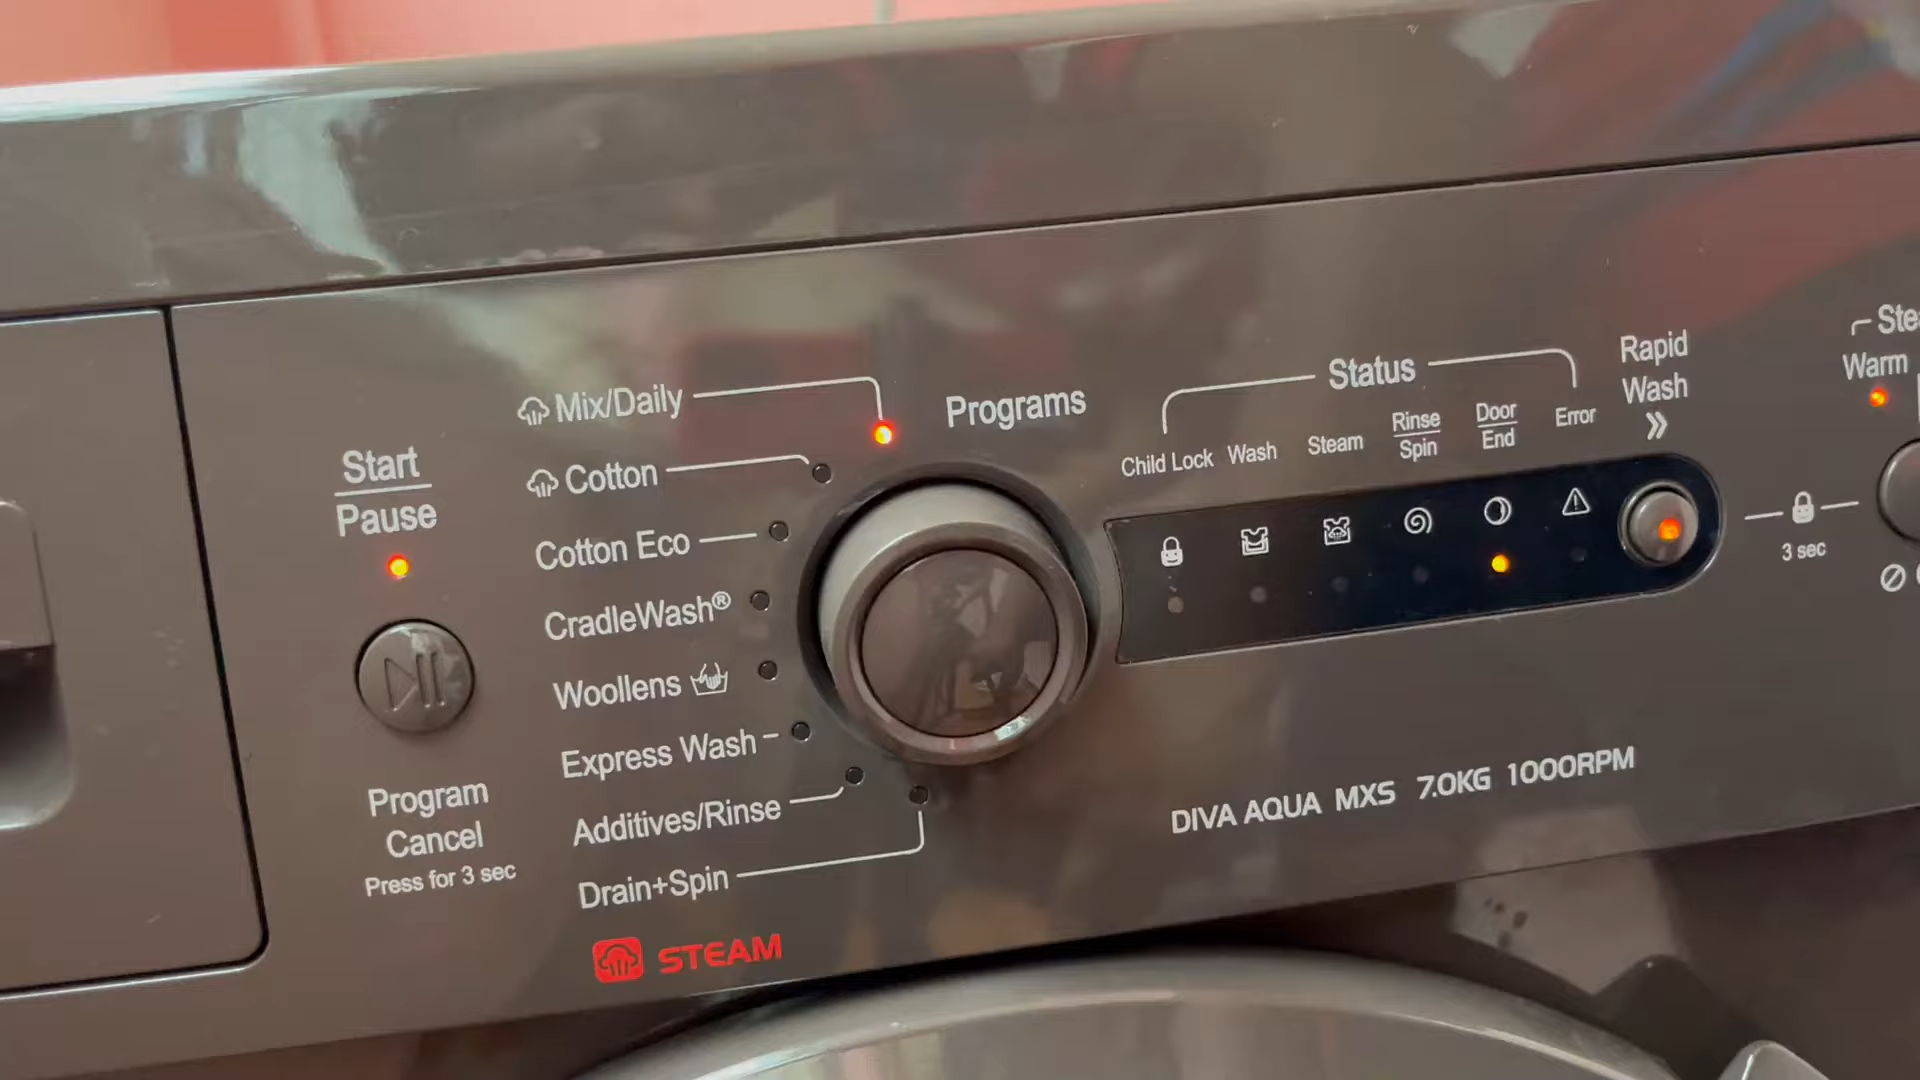 Start
Pause
Program
Cancel
Press for 3 sec
Mix/Daily
Cotton
Cotton Eco
CradleWash®
Woollens
Express Wash
Additives/Rinse
Drain+Spin
STEAM
Programs
Status
Child Lock
Wash
Steam
Rinse
Spin
Door
End
Error
Rapid
Wash
3 sec
Warm
DIVA AQUA MXS 7.0KG 1000RPM